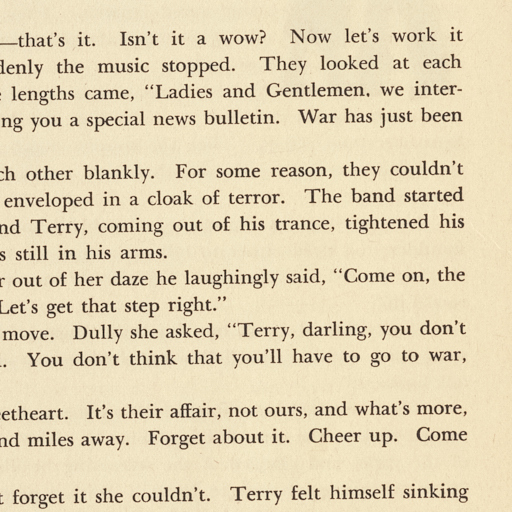 —that's it. Isn't it a wow? Now let's work it
denly the music stopped. They looked at each
lengths came, "Ladies and Gentlemen, we inter-
ng you a special news bulletin. War has just been
ch other blankly. For some reason, they couldn't
enveloped in a cloak of terror. The band started
nd Terry, coming out of his trance, tightened his
s still in his arms.
r out of her daze he laughingly said, "Come on, the
Let's get that step right."
move. Dully she asked, "Terry, darling, you don't
. You don't think that you'll have to go to war,
etheart. It's their affair, not ours, and what's more,
nd miles away. Forget about it. Cheer up. Come
t forget it she couldn't. Terry felt himself sinking